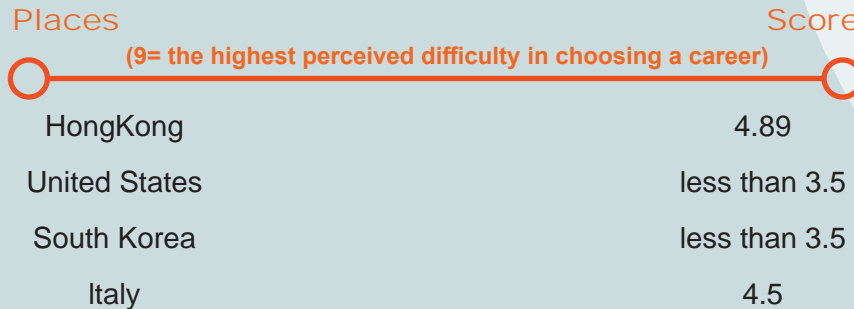 Places Score
(9= the highest perceived difficulty in choosing a career)
HongKong 4.89
United States less than 3.5
South Korea less than 3.5
Italy 4.5